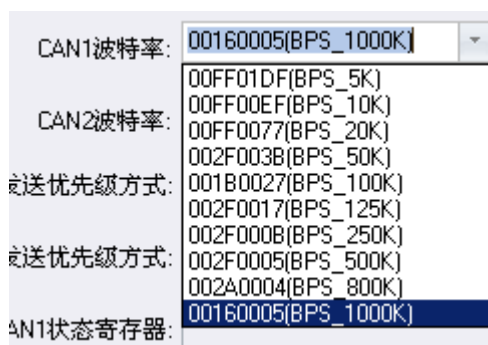 CAN1波特率: 00160005(BPS_1000K)
00FF01DF(BPS_5K)
00FF00EF(BPS_10K)
CAN2波特率: 00FF0077(BPS_20K)
002F003B(BPS_50K)
发送优先级方式: 001B0027(BPS_100K)
002F0017(BPS_125K)
002F000B(BPS_250K)
发送优先级方式: 002F0005(BPS_500K)
002A0004(BPS_800K)
00160005(BPS_1000K)
AN1状态寄存器: